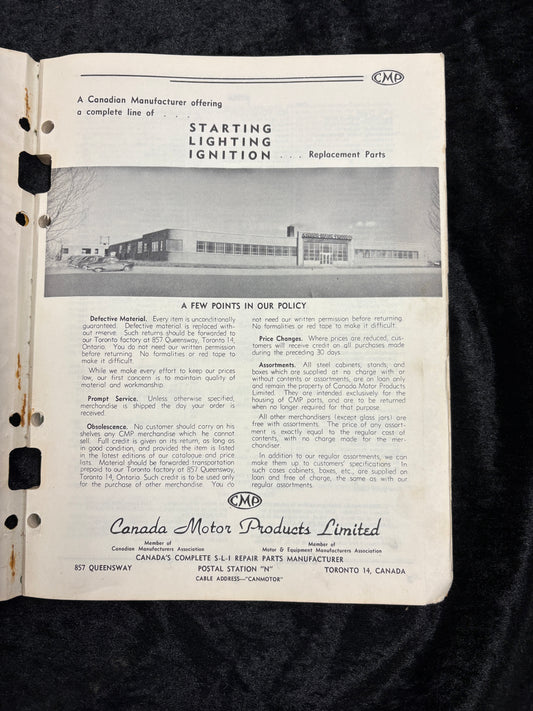 CMP
A Canadian Manufacturer offering
a complete line of . . .
STARTING
LIGHTING
IGNITION . . . Replacement Parts
CANADA MOTOR PRODUCTS
A FEW POINTS IN OUR POLICY
Defective Material. Every item is unconditionally
guaranteed. Defective material is replaced with-
out reserve. Such returns should be forwarded to
our Toronto factory at 857 Queensway, Toronto 14,
Ontario. You do not need our written permission
before returning. No formalities or red tape to
make it difficult.
While we make every effort to keep our prices
low, our first concern is to maintain quality of
material and workmanship.
Prompt Service. Unless otherwise specified,
merchandise is shipped the day your order is
received.
Obsolescence. No customer should carry on his
shelves any CMP merchandise which he cannot
sell. Full credit is given on its return, as long as
in good condition, and provided the item is listed
in the latest editions of our catalogue and price
lists. Material should be forwarded transportation
prepaid to our Toronto factory at 857 Queensway,
Toronto 14, Ontario. Such credit is to be used only
for the purchase of other merchandise. You do
not need our written permission before returning.
No formalities or red tape to make it difficult.
Price Changes. Where prices are reduced, cus-
tomers will receive credit on all purchases made
during the preceding 30 days.
Assortments. All steel cabinets, stands, and
boxes which are supplied at no charge with or
without contents or assortments, are on loan only
and remain the property of Canada Motor Products
Limited. They are intended exclusively for the
housing of CMP parts, and are to be returned
when no longer required for that purpose.
All other merchandisers (except glass jars) are
free with assortments. The price of any assort-
ment is exactly equal to the regular cost of
contents, with no charge made for the mer-
chandiser.
In addition to our regular assortments, we can
make them up to customers' specifications. In
such cases cabinets, boxes, etc., are supplied on
loan and free of charge, the same as with our
regular assortments.
CMP
Canada Motor Products Limited
Member of
Canadian Manufacturers Association
Member of
Motor & Equipment Manufacturers Association
CANADA'S COMPLETE S-L-I REPAIR PARTS MANUFACTURER
857 QUEENSWAY POSTAL STATION "N" TORONTO 14, CANADA
CABLE ADDRESS—"CANMOTOR"